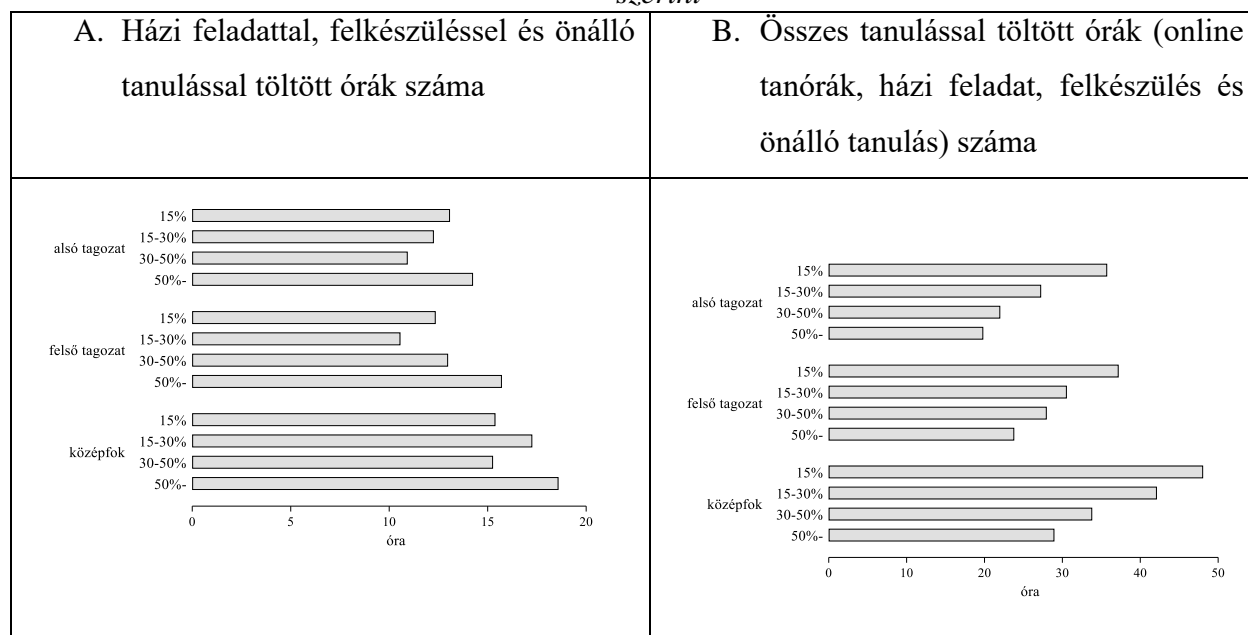 szerint
A. Házi feladattal, felkészüléssel és önálló
tanulással töltött órák száma
B. Összes tanulással töltött órák (online
tanórák, házi feladat, felkészülés és
önálló tanulás) száma
alsó tagozat
15%
15-30%
30-50%
50%-
felső tagozat
15%
15-30%
30-50%
50%-
középfok
15%
15-30%
30-50%
50%-
0 5 10 15 20
óra
alsó tagozat
15%
15-30%
30-50%
50%-
felső tagozat
15%
15-30%
30-50%
50%-
középfok
15%
15-30%
30-50%
50%-
0 10 20 30 40 50
óra